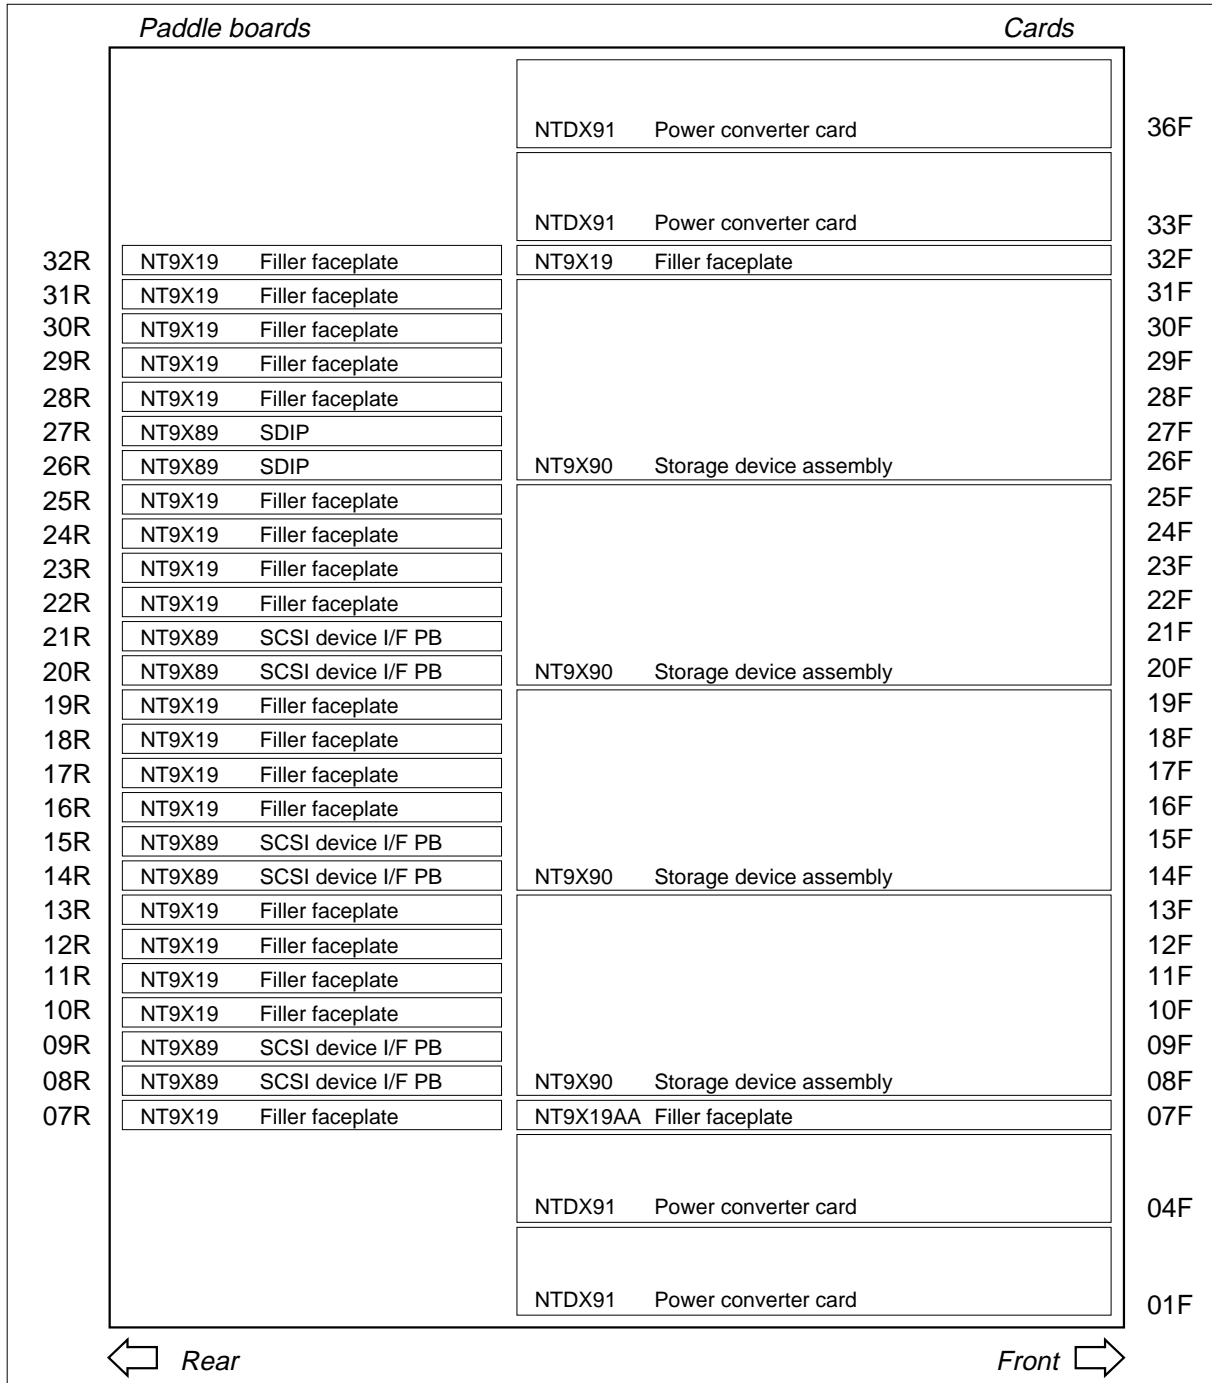 Paddle boards Cards
NTDX91 Power converter card 36F
NTDX91 Power converter card 33F
32R NT9X19 Filler faceplate NT9X19 Filler faceplate 32F
31R NT9X19 Filler faceplate 31F
30R NT9X19 Filler faceplate 30F
29R NT9X19 Filler faceplate 29F
28R NT9X19 Filler faceplate 28F
27R NT9X89 SDIP 27F
26R NT9X89 SDIP NT9X90 Storage device assembly 26F
25R NT9X19 Filler faceplate 25F
24R NT9X19 Filler faceplate 24F
23R NT9X19 Filler faceplate 23F
22R NT9X19 Filler faceplate 22F
21R NT9X89 SCSI device I/F PB 21F
20R NT9X89 SCSI device I/F PB NT9X90 Storage device assembly 20F
19R NT9X19 Filler faceplate 19F
18R NT9X19 Filler faceplate 18F
17R NT9X19 Filler faceplate 17F
16R NT9X19 Filler faceplate 16F
15R NT9X89 SCSI device I/F PB 15F
14R NT9X89 SCSI device I/F PB NT9X90 Storage device assembly 14F
13R NT9X19 Filler faceplate 13F
12R NT9X19 Filler faceplate 12F
11R NT9X19 Filler faceplate 11F
10R NT9X19 Filler faceplate 10F
09R NT9X89 SCSI device I/F PB 09F
08R NT9X89 SCSI device I/F PB NT9X90 Storage device assembly 08F
07R NT9X19 Filler faceplate NT9X19AA Filler faceplate 07F
NTDX91 Power converter card 04F
NTDX91 Power converter card 01F
Rear Front